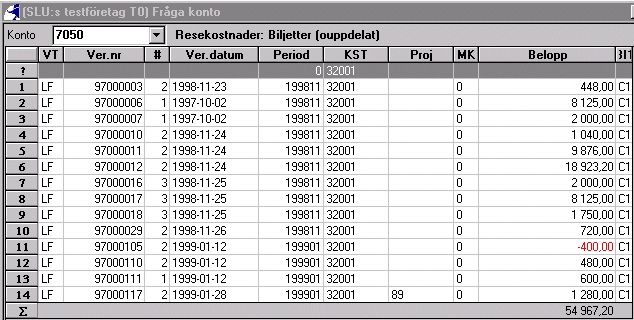 (SLU:s testföretag T0) Fråga konto
Konto 7050 Resekostnader: Biljetter (ouppdelat)
VT Ver.nr # Ver.datum Period KST Proj MK Belopp
? 0 32001
1 LF 97000003 2 1998-11-23 199811 32001 0 448,00 C1
2 LF 97000006 1 1997-10-02 199811 32001 0 8 125,00 C1
3 LF 97000007 1 1997-10-02 199811 32001 0 2 000,00 C1
4 LF 97000010 2 1998-11-24 199811 32001 0 1 040,00 C1
5 LF 97000011 2 1998-11-24 199811 32001 0 9 876,00 C1
6 LF 97000012 2 1998-11-24 199811 32001 0 18 923,20 C1
7 LF 97000016 3 1998-11-25 199811 32001 0 2 000,00 C1
8 LF 97000017 3 1998-11-25 199811 32001 0 8 125,00 C1
9 LF 97000018 3 1998-11-25 199811 32001 0 1 750,00 C1
10 LF 97000029 2 1998-11-26 199811 32001 0 720,00 C1
11 LF 97000105 2 1999-01-12 199901 32001 0 -400,00 C1
12 LF 97000110 2 1999-01-12 199901 32001 0 480,00 C1
13 LF 97000111 1 1999-01-12 199901 32001 0 600,00 C1
14 LF 97000117 2 1999-01-28 199901 32001 89 0 1 280,00 C1
Σ 54 967,20